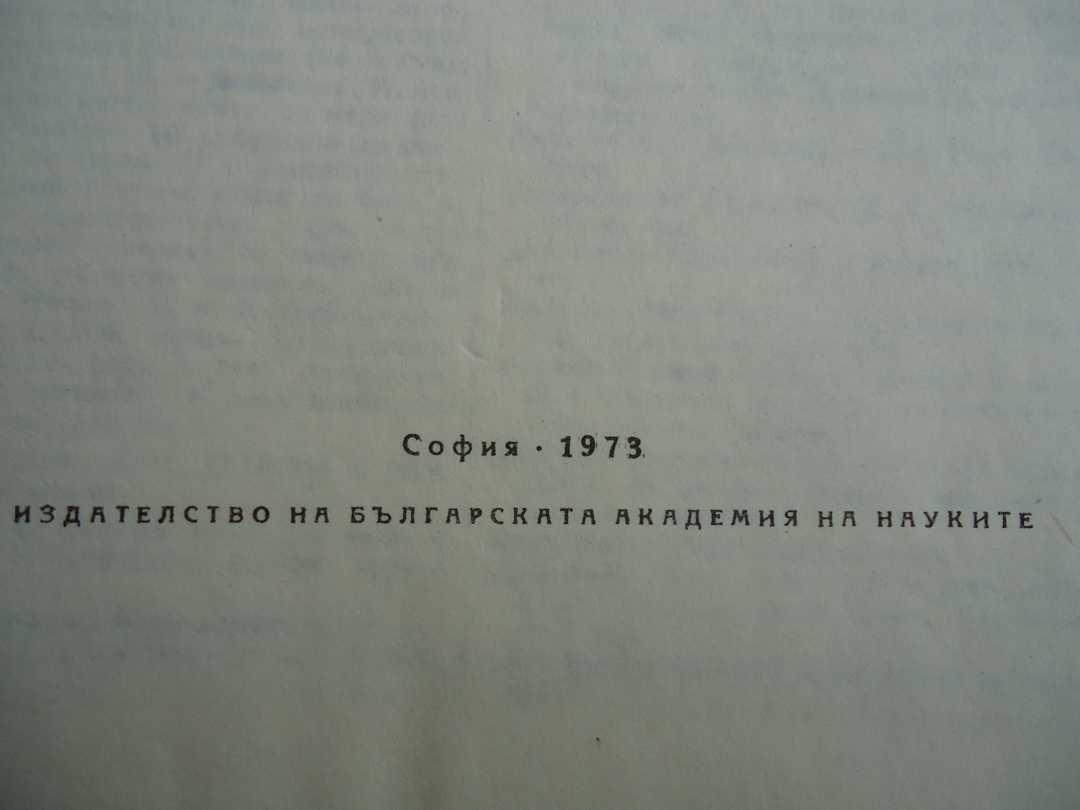 София · 1973
ИЗДАТЕЛСТВО НА БЪЛГАРСКАТА АКАДЕМИЯ НА НАУКИТЕ